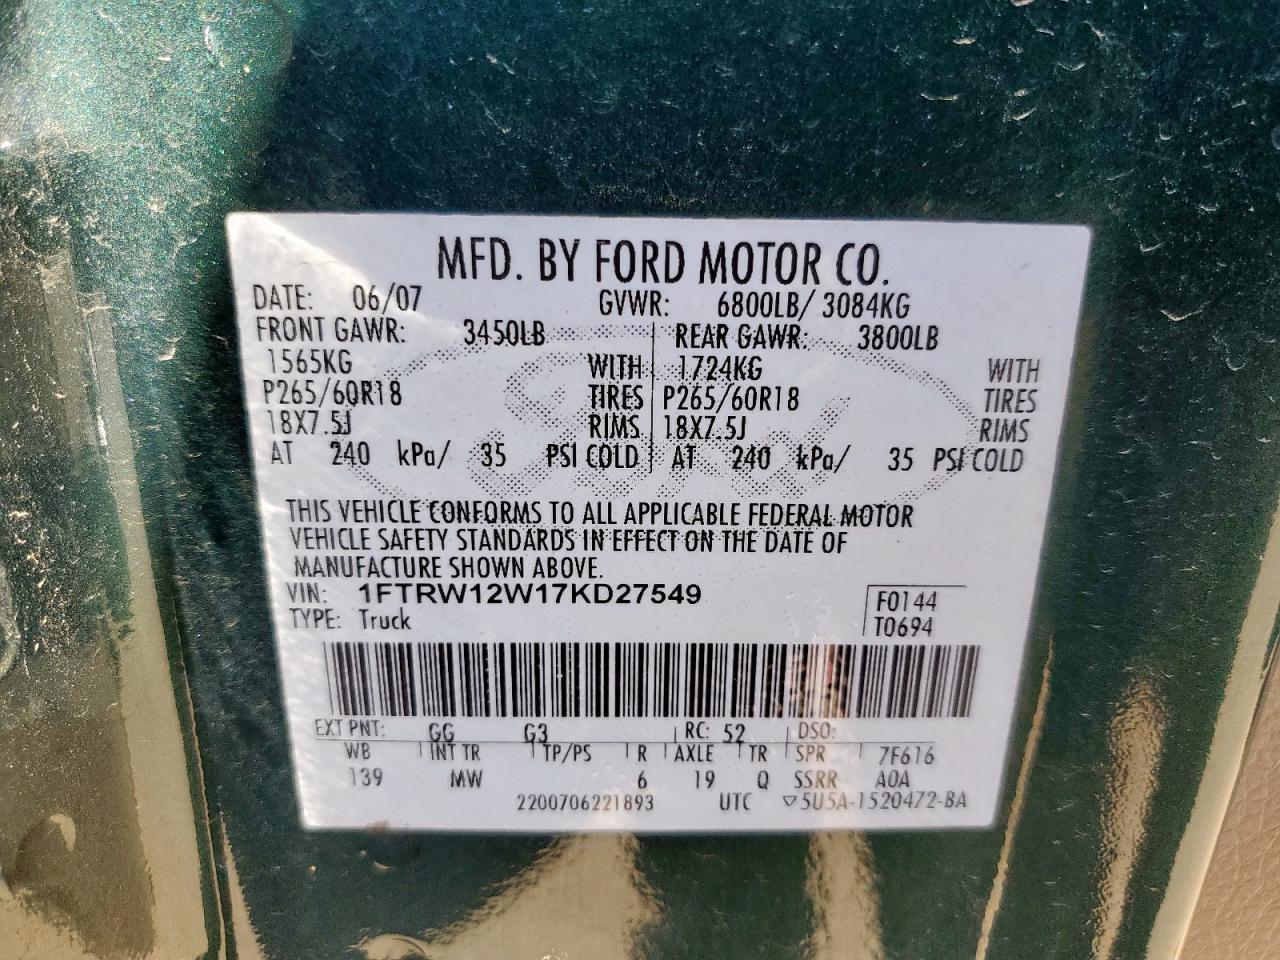 MFD. BY FORD MOTOR CO.
DATE: 06/07 GVWR: 6800LB/ 3084KG
FRONT GAWR: 3450LB REAR GAWR: 3800LB
1565KG WITH 1724KG WITH
P265/60R18 TIRES P265/60R18 TIRES
18X7.5J RIMS 18X7.5J RIMS
AT 240 kPa/ 35 PSI COLD AT 240 kPa/ 35 PSI COLD
THIS VEHICLE CONFORMS TO ALL APPLICABLE FEDERAL MOTOR
VEHICLE SAFETY STANDARDS IN EFFECT ON THE DATE OF
MANUFACTURE SHOWN ABOVE.
VIN: 1FTRW12W17KD27549 F0144
TYPE: Truck T0694
EXT PNT: GG G3 RC: 52 DSO:
WB INT TR TP/PS R AXLE TR SPR 7F616
139 MW 6 19 Q SSRR A0A
2200706221893 UTC ▽5U5A-1520472-BA